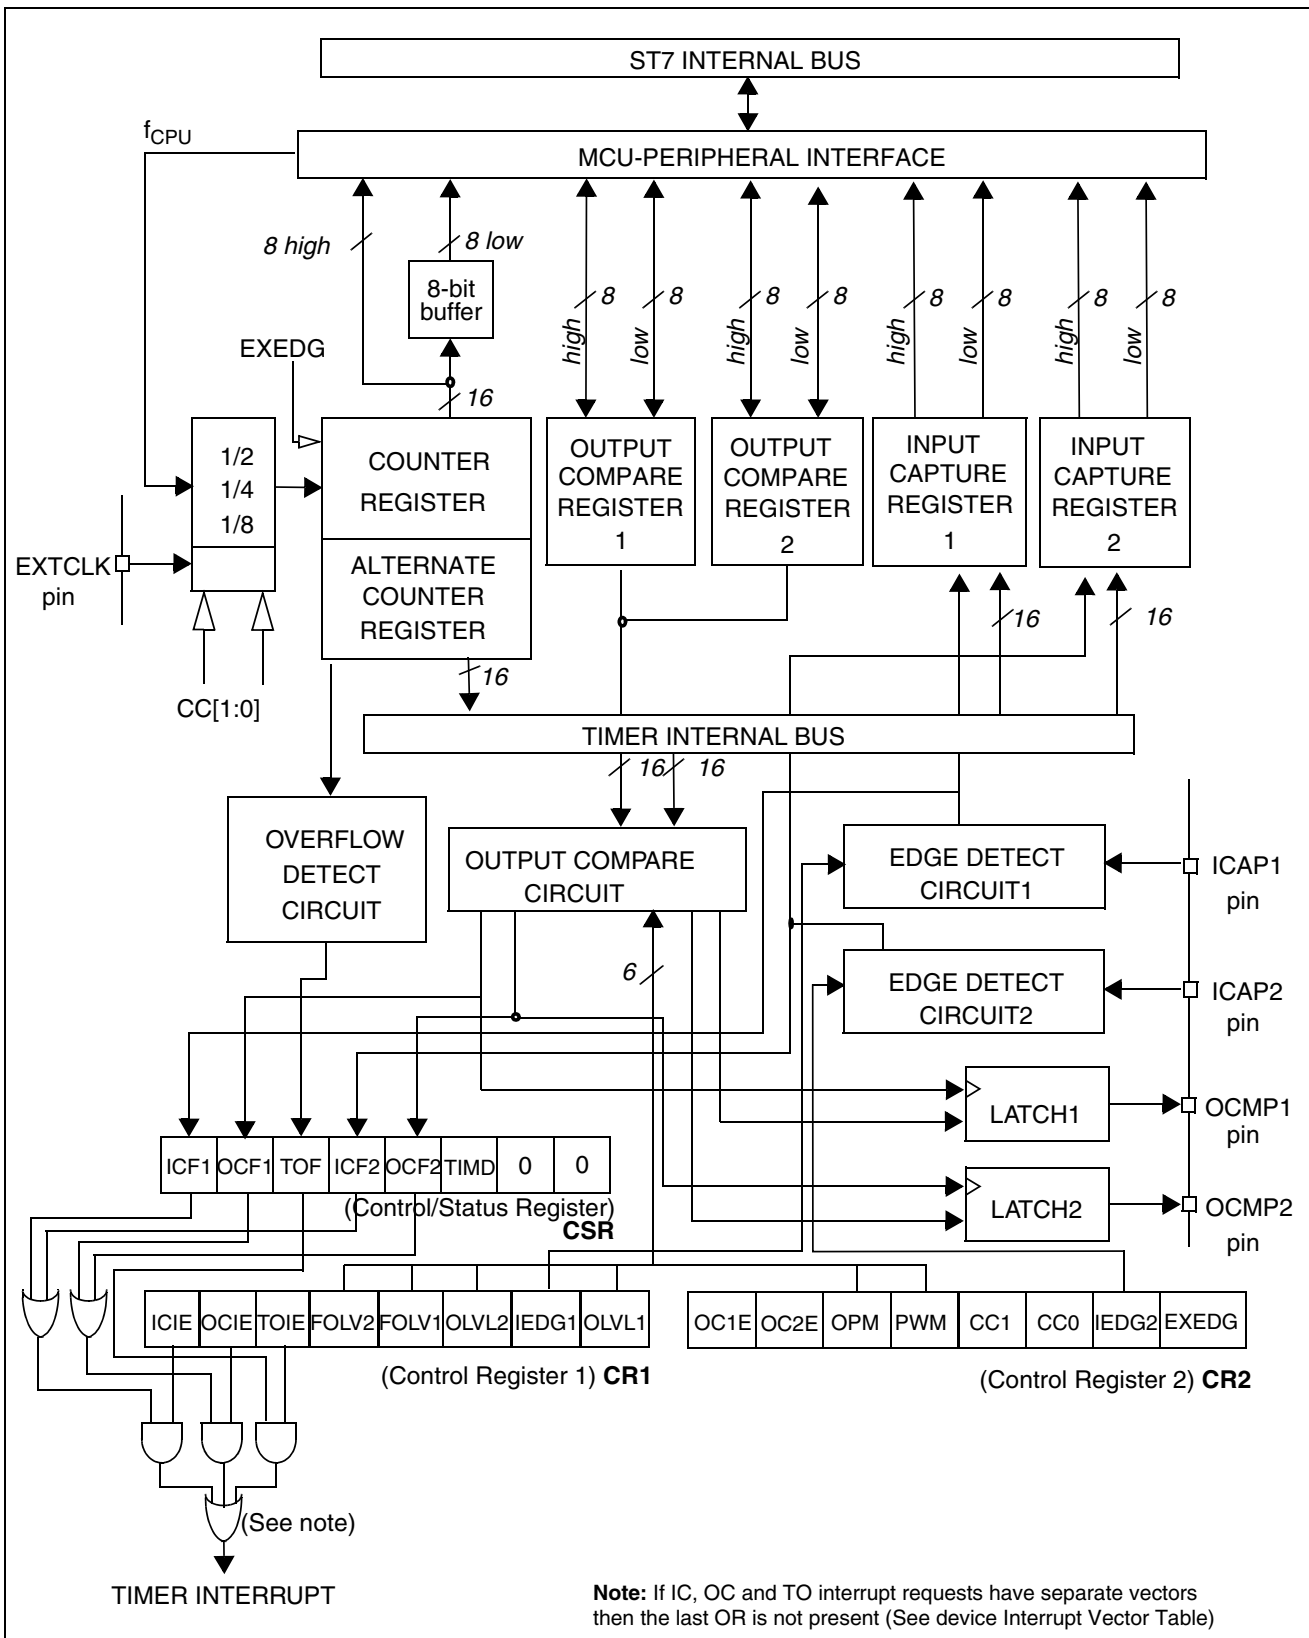 ST7 INTERNAL BUS
fCPU
MCU-PERIPHERAL INTERFACE
8 high
8 low
8-bit
buffer
high
8
low
8
high
8
low
8
high
8
low
8
high
8
low
8
EXEDG
16
1/2
1/4
1/8
COUNTER
REGISTER
OUTPUT
COMPARE
REGISTER
1
OUTPUT
COMPARE
REGISTER
2
INPUT
CAPTURE
REGISTER
1
INPUT
CAPTURE
REGISTER
2
EXTCLK
pin
ALTERNATE
COUNTER
REGISTER
16
16
16
CC[1:0]
TIMER INTERNAL BUS
16
16
OVERFLOW
DETECT
CIRCUIT
OUTPUT COMPARE
CIRCUIT
EDGE DETECT
CIRCUIT1
ICAP1
pin
6
EDGE DETECT
CIRCUIT2
ICAP2
pin
LATCH1
OCMP1
pin
ICF1 OCF1 TOF ICF2 OCF2 TIMD 0 0
(Control/Status Register)
CSR
LATCH2
OCMP2
pin
ICIE OCIE TOIE FOLV2 FOLV1 OLVL2 IEDG1 OLVL1
(Control Register 1) CR1
OC1E OC2E OPM PWM CC1 CC0 IEDG2 EXEDG
(Control Register 2) CR2
(See note)
TIMER INTERRUPT
Note: If IC, OC and TO interrupt requests have separate vectors
then the last OR is not present (See device Interrupt Vector Table)